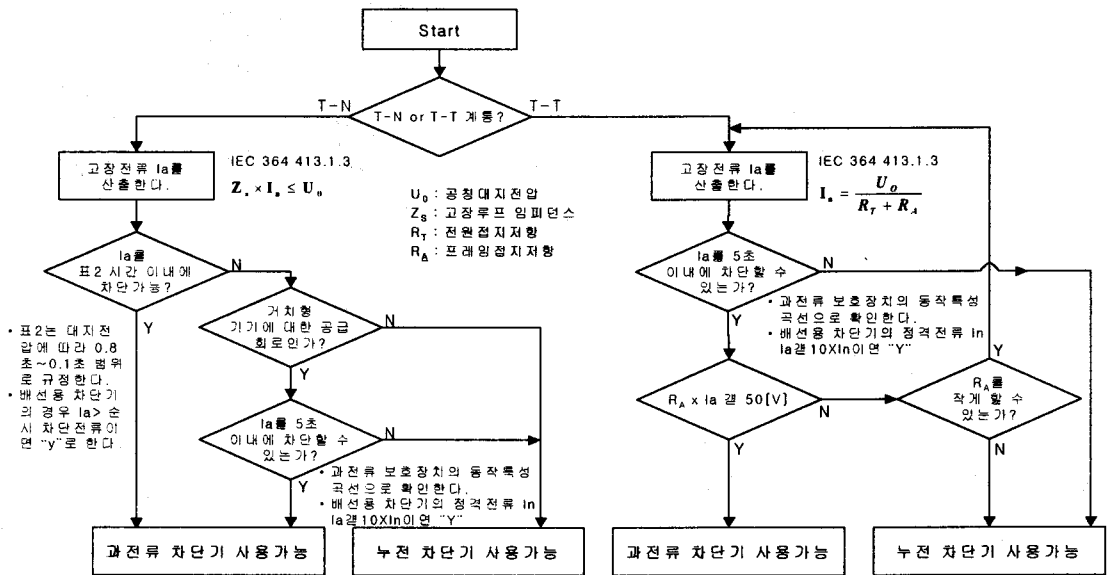 Start
T-N or T-T 계통?
T-N
T-T
고장전류 Ia를
산출한다.
IEC 364 413.1.3
Zₛ × Iₐ ≤ U₀
U₀ : 공칭대지전압
Z_S : 고장루프 임피던스
R_T : 전원접지저항
R_A : 프레임접지저항
Ia를
표2 시간 이내에
차단가능?
N
Y
• 표2는 대지전
압에 따라 0.8
초~0.1초 범위
로 규정한다.
• 배선용 차단기
의 경우 Ia> 순
시 차단전류이
면 "y"로 한다.
거치형
기기에 대한 공급
회로인가?
N
Y
Ia를 5초
이내에 차단할 수
있는가?
N
Y
• 과전류 보호장치의 동작특성
곡선으로 확인한다.
• 배선용 차단기의 정격전류 In
Ia갤10XIn이면 "Y"
과전류 차단기 사용가능
누전 차단기 사용가능
고장전류 Ia를
산출한다.
IEC 364 413.1.3
Iₐ = U_O / (R_T + R_A)
Ia를 5초
이내에 차단할 수
있는가?
N
Y
• 과전류 보호장치의 동작특성
곡선으로 확인한다.
• 배선용 차단기의 정격전류 In
Ia갤10XIn이면 "Y"
R_A x Ia 갤 50[V]
N
Y
R_A를
작게 할 수
있는가?
Y
N
과전류 차단기 사용가능
누전 차단기 사용가능